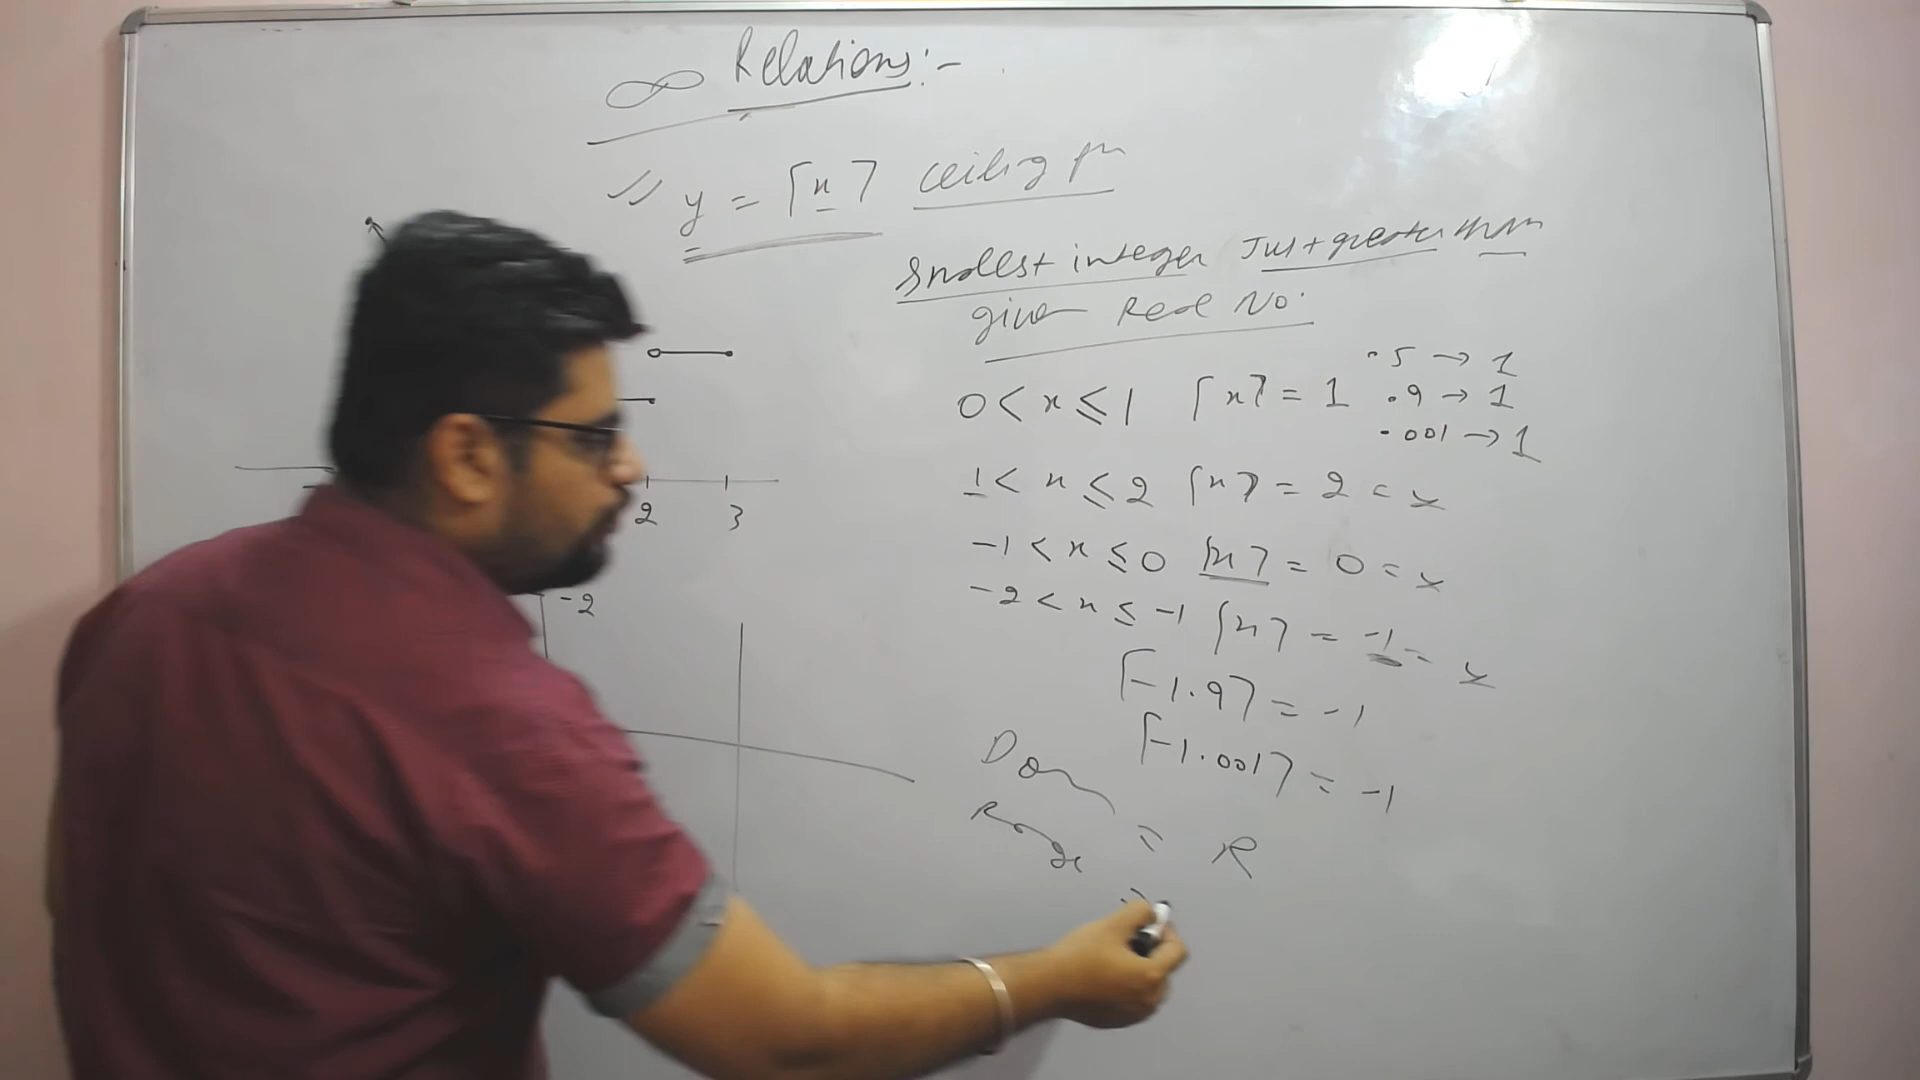 ∞ Relations:-
y = ⌈x⌉ ceiling fn
Smallest integer Just greater than
given Real No.
.5 → 1
0 < x ≤ 1 ⌈x⌉ = 1 .9 → 1
.001 → 1
1 < x ≤ 2 ⌈x⌉ = 2 = y
-1 < x ≤ 0 ⌈x⌉ = 0 = y
-2 < x ≤ -1 ⌈x⌉ = -1 = y
⌈-1.9⌉ = -1
⌈-1.001⌉ = -1
Dom = R
Range =
2 3
-2